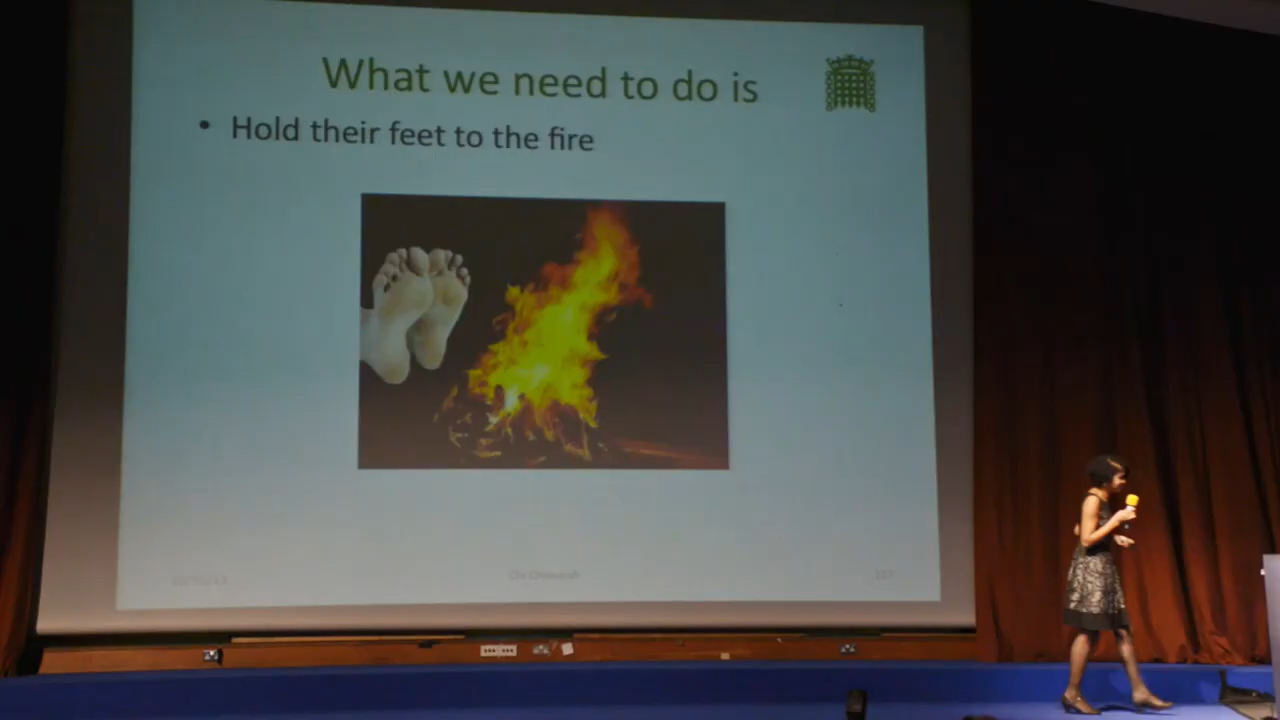 What we need to do is
• Hold their feet to the fire